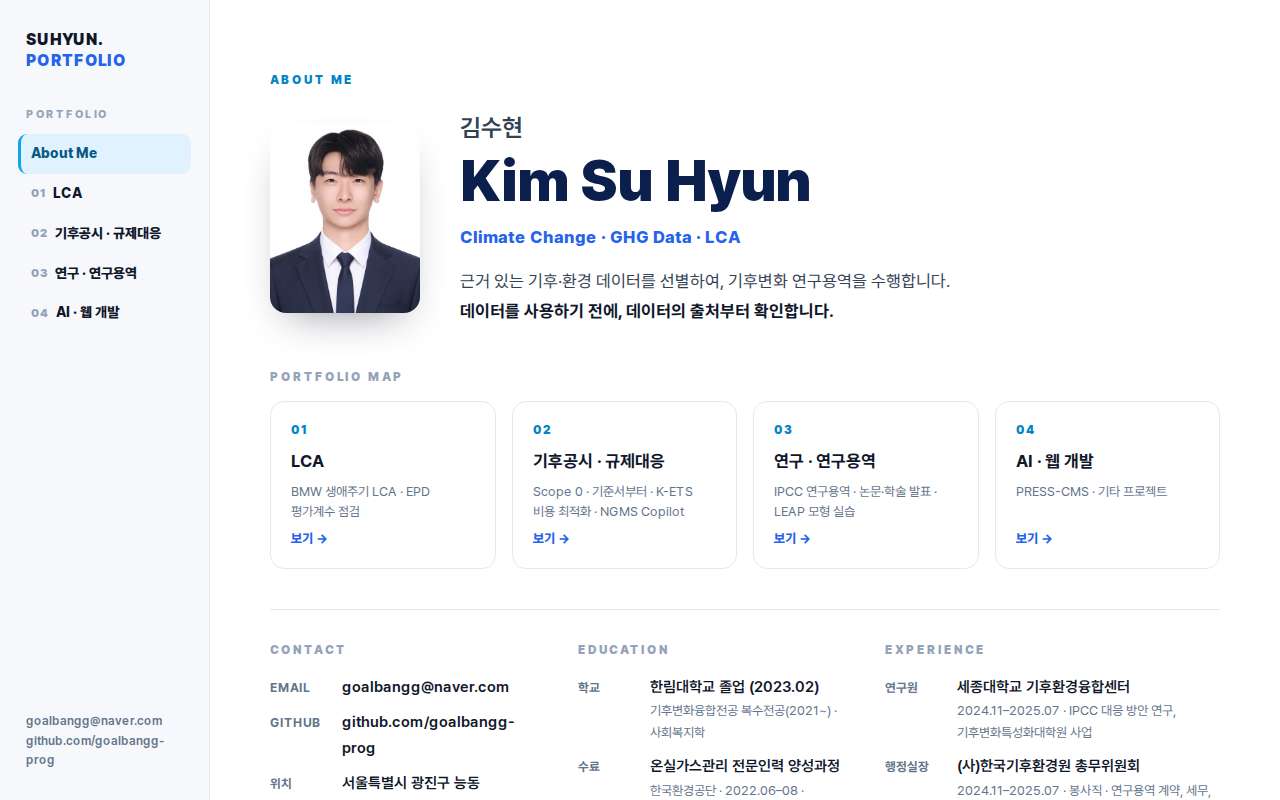 SUHYUN.
PORTFOLIO
PORTFOLIO
About Me
01 LCA
02 기후공시 · 규제대응
03 연구 · 연구용역
04 AI · 웹 개발
goalbangg@naver.com
github.com/goalbangg-
prog
ABOUT ME
김수현
Kim Su Hyun
Climate Change · GHG Data · LCA
근거 있는 기후·환경 데이터를 선별하여, 기후변화 연구용역을 수행합니다.
데이터를 사용하기 전에, 데이터의 출처부터 확인합니다.
PORTFOLIO MAP
01
LCA
BMW 생애주기 LCA · EPD
평가계수 점검
보기 →
02
기후공시 · 규제대응
Scope 0 · 기준서부터 · K-ETS
비용 최적화 · NGMS Copilot
보기 →
03
연구 · 연구용역
IPCC 연구용역 · 논문·학술 발표 ·
LEAP 모형 실습
보기 →
04
AI · 웹 개발
PRESS-CMS · 기타 프로젝트
보기 →
CONTACT
EMAIL goalbangg@naver.com
GITHUB github.com/goalbangg-
prog
위치 서울특별시 광진구 능동
EDUCATION
학교 한림대학교 졸업 (2023.02)
기후변화융합전공 복수전공(2021~) ·
사회복지학
수료 온실가스관리 전문인력 양성과정
한국환경공단 · 2022.06–08 ·
EXPERIENCE
연구원 세종대학교 기후환경융합센터
2024.11–2025.07 · IPCC 대응 방안 연구,
기후변화특성화대학원 사업
행정실장 (사)한국기후환경원 총무위원회
2024.11–2025.07 · 봉사직 · 연구용역 계약, 세무,